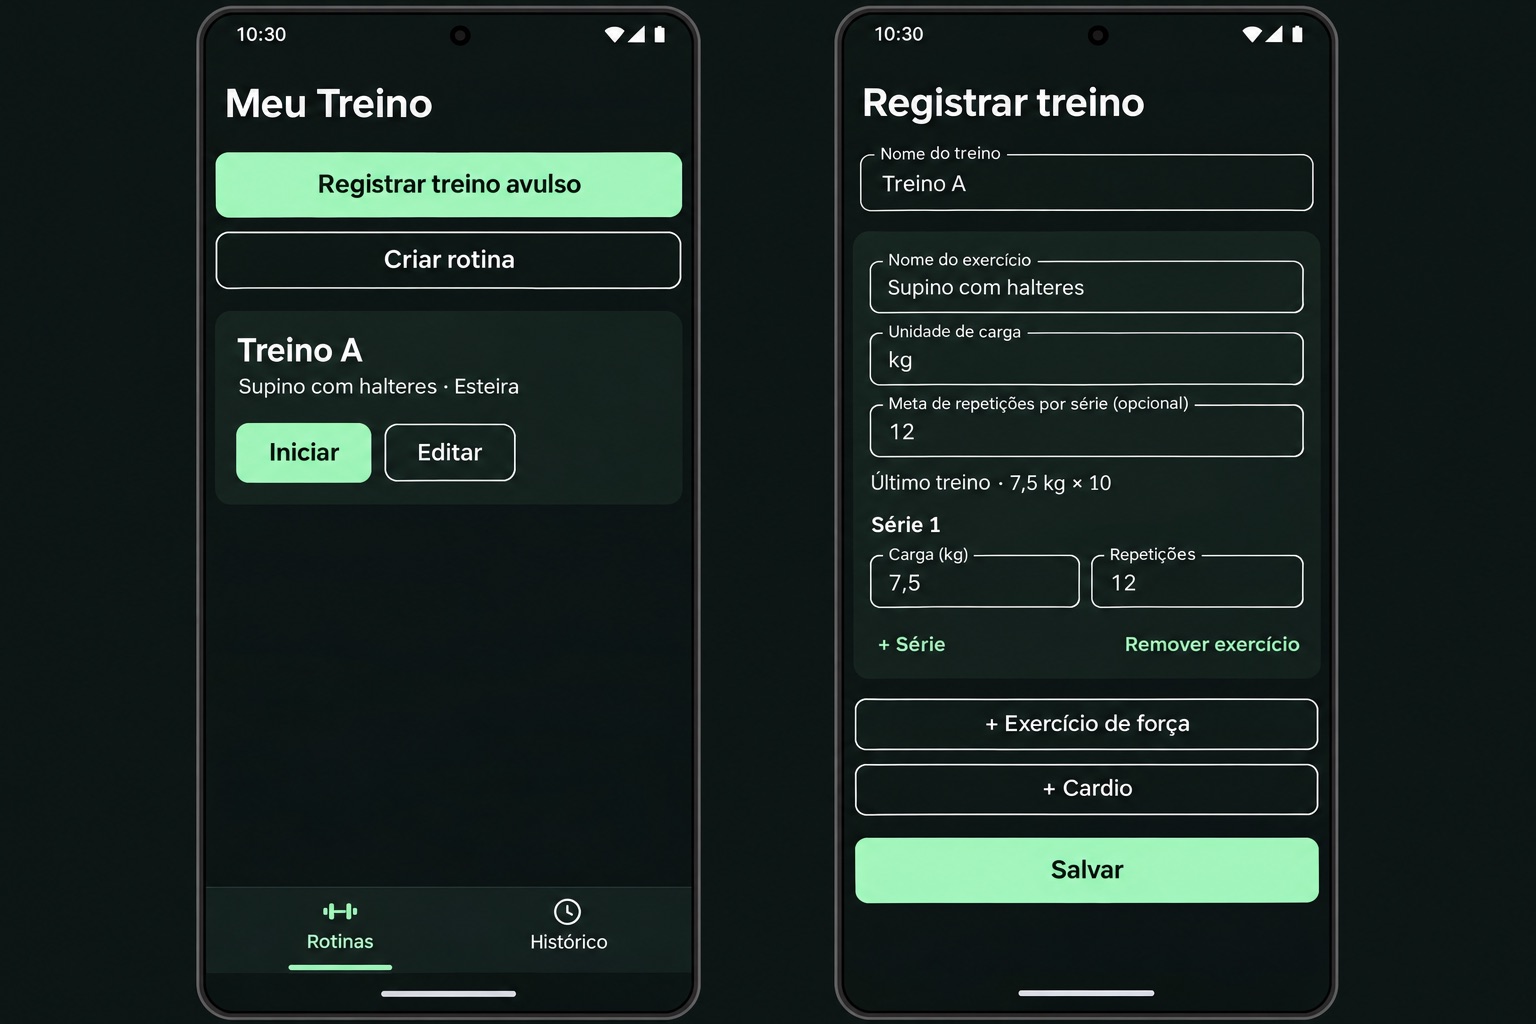 10:30
Meu Treino
Registrar treino avulso
Criar rotina
Treino A
Supino com halteres · Esteira
Iniciar
Editar
Rotinas
Histórico
10:30
Registrar treino
Nome do treino
Treino A
Nome do exercício
Supino com halteres
Unidade de carga
kg
Meta de repetições por série (opcional)
12
Último treino · 7,5 kg × 10
Série 1
Carga (kg)
7,5
Repetições
12
+ Série
Remover exercício
+ Exercício de força
+ Cardio
Salvar